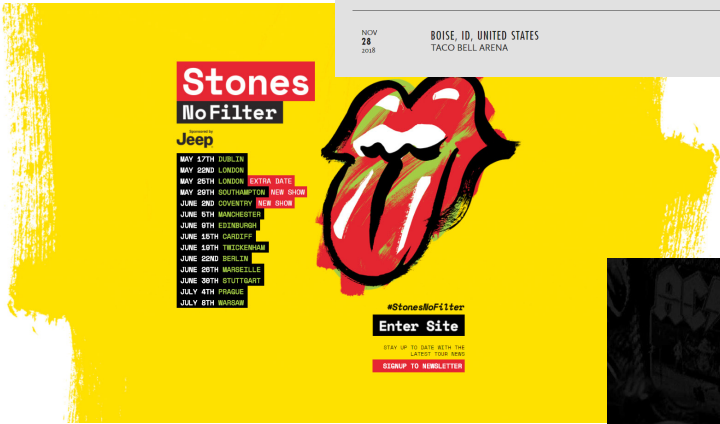 NOV
28
2018
BOISE, ID, UNITED STATES
TACO BELL ARENA
Stones
No Filter
Sponsored by
Jeep
MAY 17TH DUBLIN
MAY 22ND LONDON
MAY 25TH LONDON EXTRA DATE
MAY 29TH SOUTHAMPTON NEW SHOW
JUNE 2ND COVENTRY NEW SHOW
JUNE 5TH MANCHESTER
JUNE 9TH EDINBURGH
JUNE 15TH CARDIFF
JUNE 19TH TWICKENHAM
JUNE 22ND BERLIN
JUNE 26TH MARSEILLE
JUNE 30TH STUTTGART
JULY 4TH PRAGUE
JULY 8TH WARSAW
#StonesNoFilter
Enter Site
STAY UP TO DATE WITH THE
LATEST TOUR NEWS
SIGNUP TO NEWSLETTER